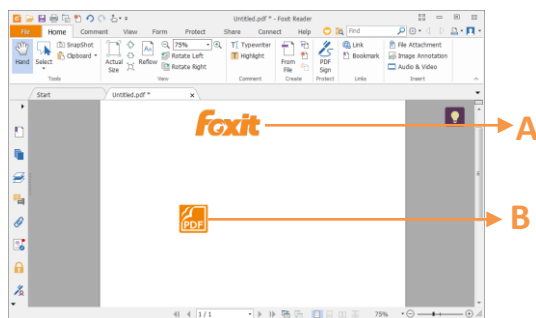 Untitled.pdf * - Foxit Reader
File Home Comment View Form Protect Share Connect Help Find
Hand
Select
SnapShot
Clipboard
Actual Size
Reflow
75%
Rotate Left
Rotate Right
Typewriter
Highlight
From File
PDF Sign
Link
Bookmark
File Attachment
Image Annotation
Audio & Video
Tools View Comment Create Protect Links Insert
Start Untitled.pdf * x
foxit
A
PDF
B
1 / 1 75%